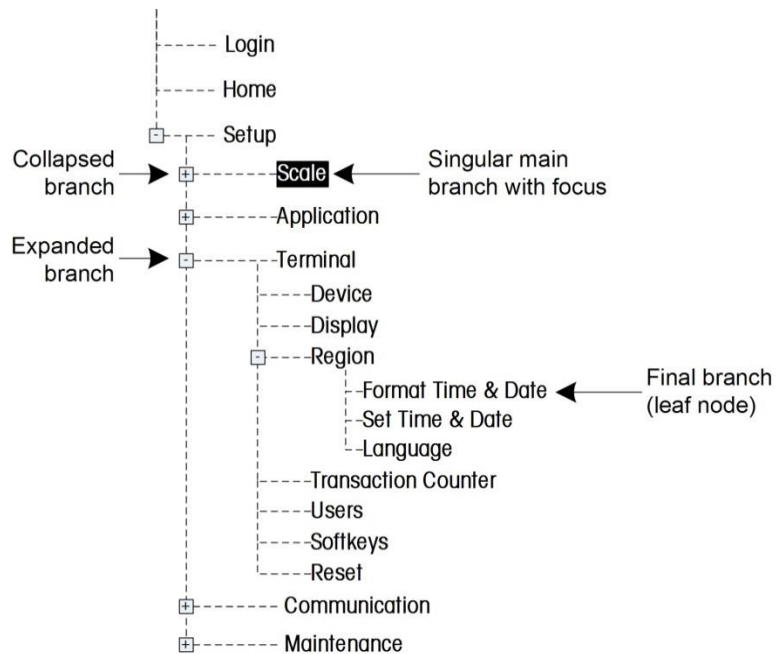 Login
Home
Setup
Collapsed
branch
Scale
Singular main
branch with focus
Application
Expanded
branch
Terminal
Device
Display
Region
Format Time & Date
Final branch
(leaf node)
Set Time & Date
Language
Transaction Counter
Users
Softkeys
Reset
Communication
Maintenance